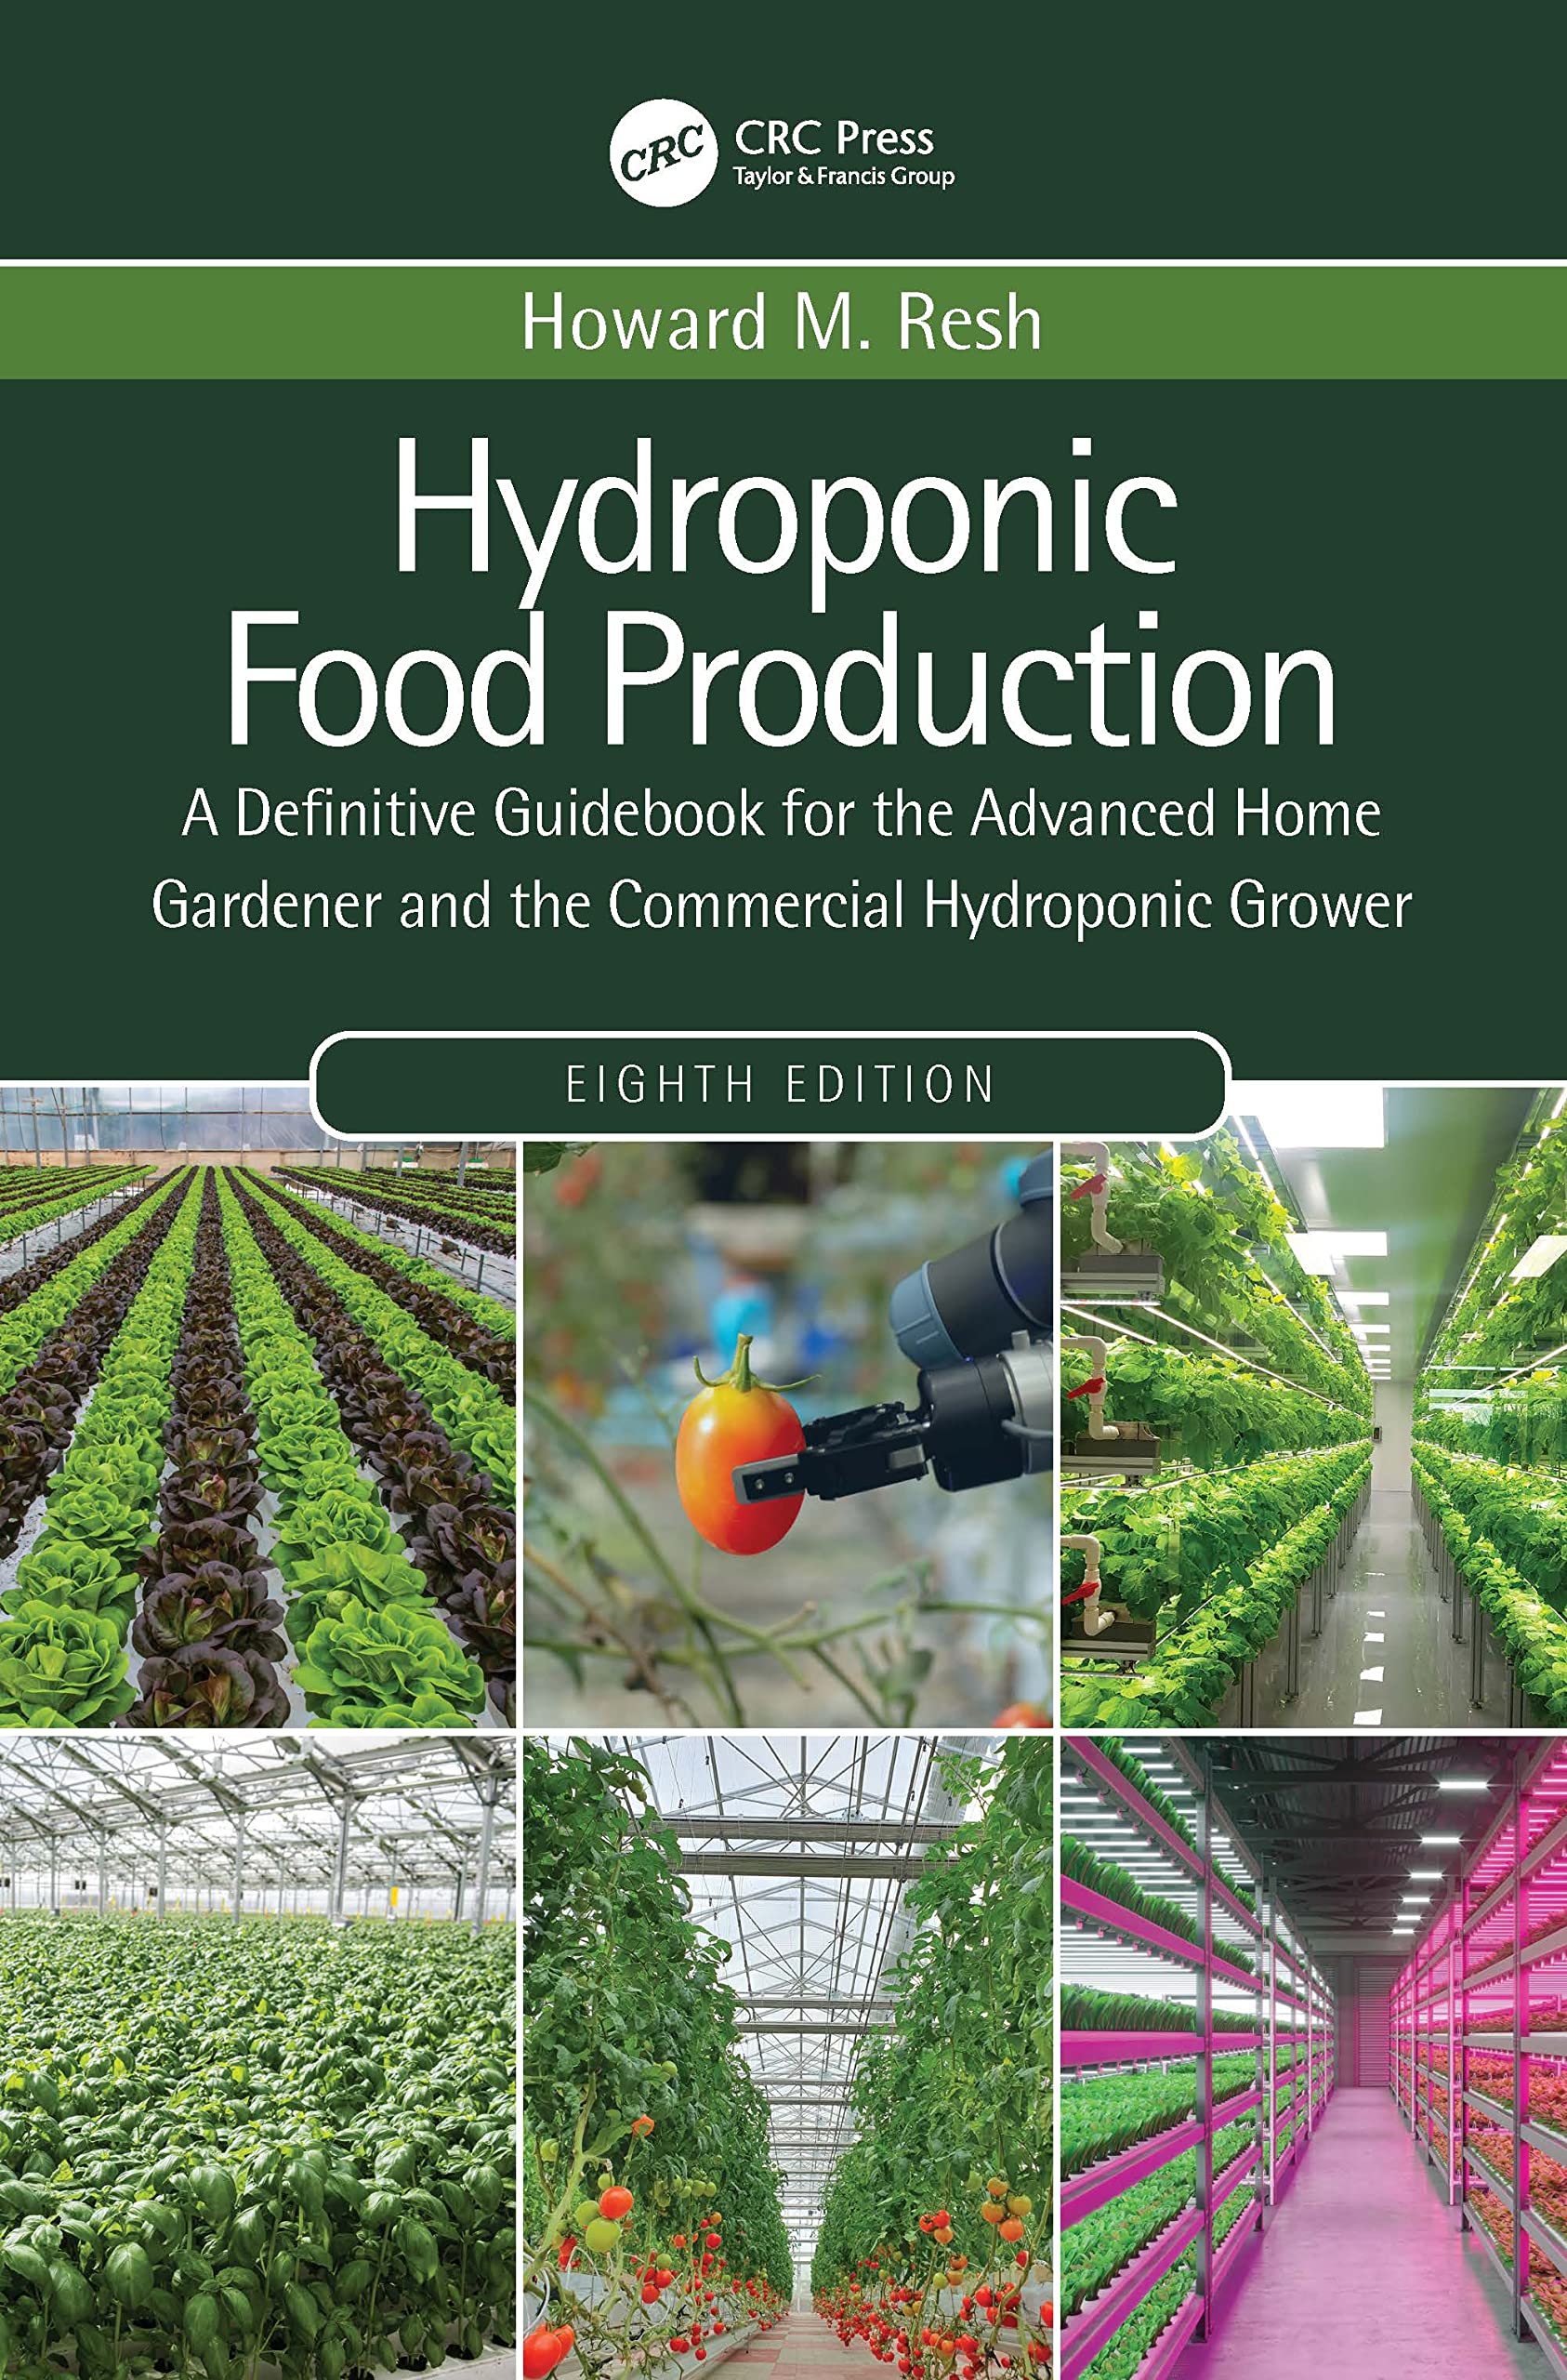 CRC
CRC Press
Taylor & Francis Group
Howard M. Resh
Hydroponic
Food Production
A Definitive Guidebook for the Advanced Home
Gardener and the Commercial Hydroponic Grower
EIGHTH EDITION